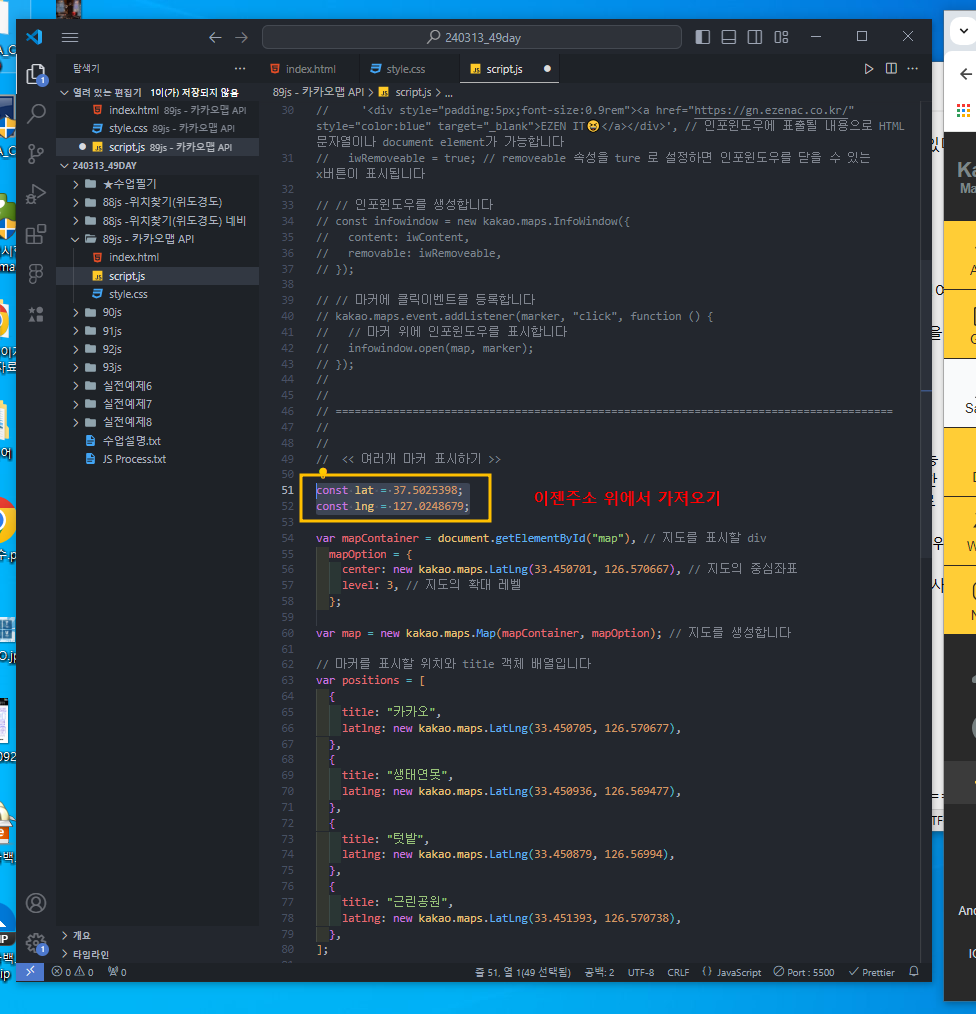 240313_49day
탐색기
열려 있는 편집기 1이(가) 저장되지 않음
index.html 89js - 카카오맵 API
style.css 89js - 카카오맵 API
script.js 89js - 카카오맵 API
240313_49DAY
★수업필기
88js -위치찾기(위도경도)
88js -위치찾기(위도경도) 네비
89js - 카카오맵 API
index.html
script.js
style.css
90js
91js
92js
93js
실전예제6
실전예제7
실전예제8
수업설명.txt
JS Process.txt
개요
타임라인
index.html
style.css
script.js
89js - 카카오맵 API > script.js > ...
30 // '<div style="padding:5px;font-size:0.9rem"><a href="https://gn.ezenac.co.kr/"
style="color:blue" target="_blank">EZEN IT😆</a></div>', // 인포윈도우에 표출될 내용으로 HTML
문자열이나 document element가 가능합니다
31 // iwRemoveable = true; // removeable 속성을 ture 로 설정하면 인포윈도우를 닫을 수 있는
x버튼이 표시됩니다
32
33 // // 인포윈도우를 생성합니다
34 // const infowindow = new kakao.maps.InfoWindow({
35 // content: iwContent,
36 // removable: iwRemoveable,
37 // });
38
39 // // 마커에 클릭이벤트를 등록합니다
40 // kakao.maps.event.addListener(marker, "click", function () {
41 // // 마커 위에 인포윈도우를 표시합니다
42 // infowindow.open(map, marker);
43 // });
44 //
45 //
46 // ========================================================================================
47 //
48 //
49 // << 여러개 마커 표시하기 >>
50
51 const lat = 37.5025398;
52 const lng = 127.0248679;
이젠주소 위에서 가져오기
53
54 var mapContainer = document.getElementById("map"), // 지도를 표시할 div
55 mapOption = {
56 center: new kakao.maps.LatLng(33.450701, 126.570667), // 지도의 중심좌표
57 level: 3, // 지도의 확대 레벨
58 };
59
60 var map = new kakao.maps.Map(mapContainer, mapOption); // 지도를 생성합니다
61
62 // 마커를 표시할 위치와 title 객체 배열입니다
63 var positions = [
64 {
65 title: "카카오",
66 latlng: new kakao.maps.LatLng(33.450705, 126.570677),
67 },
68 {
69 title: "생태연못",
70 latlng: new kakao.maps.LatLng(33.450936, 126.569477),
71 },
72 {
73 title: "텃밭",
74 latlng: new kakao.maps.LatLng(33.450879, 126.56994),
75 },
76 {
77 title: "근린공원",
78 latlng: new kakao.maps.LatLng(33.451393, 126.570738),
79 },
80 ];
0 0 0
줄 51, 열 1(49 선택됨) 공백: 2 UTF-8 CRLF {} JavaScript Port : 5500 Prettier